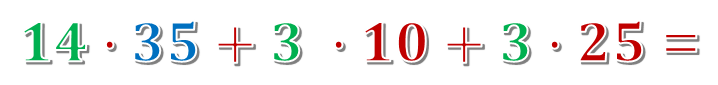 14 · 35 + 3 · 10 + 3 · 25 =